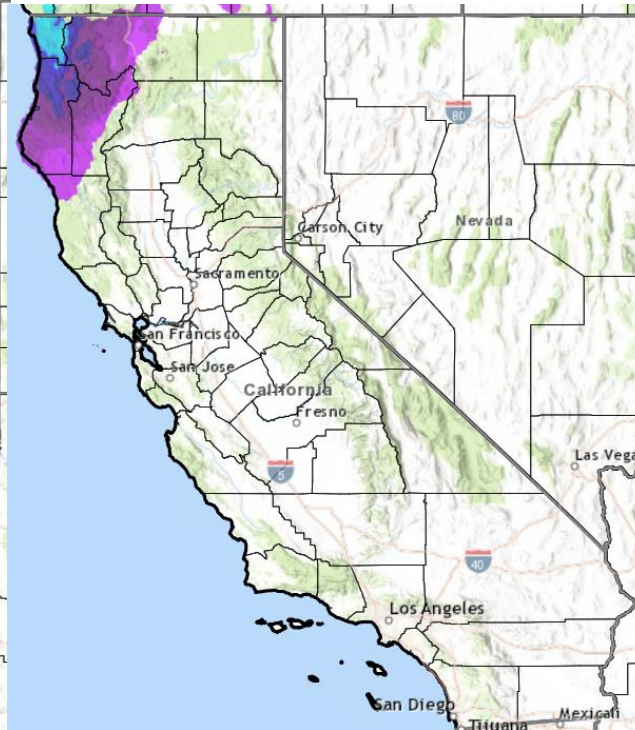 80
Carson City
Nevada
Sacramento
San Francisco
San Jose
California
Fresno
5
Las Vega
40
Los Angeles
San Diego
Mexicali
Tijuana